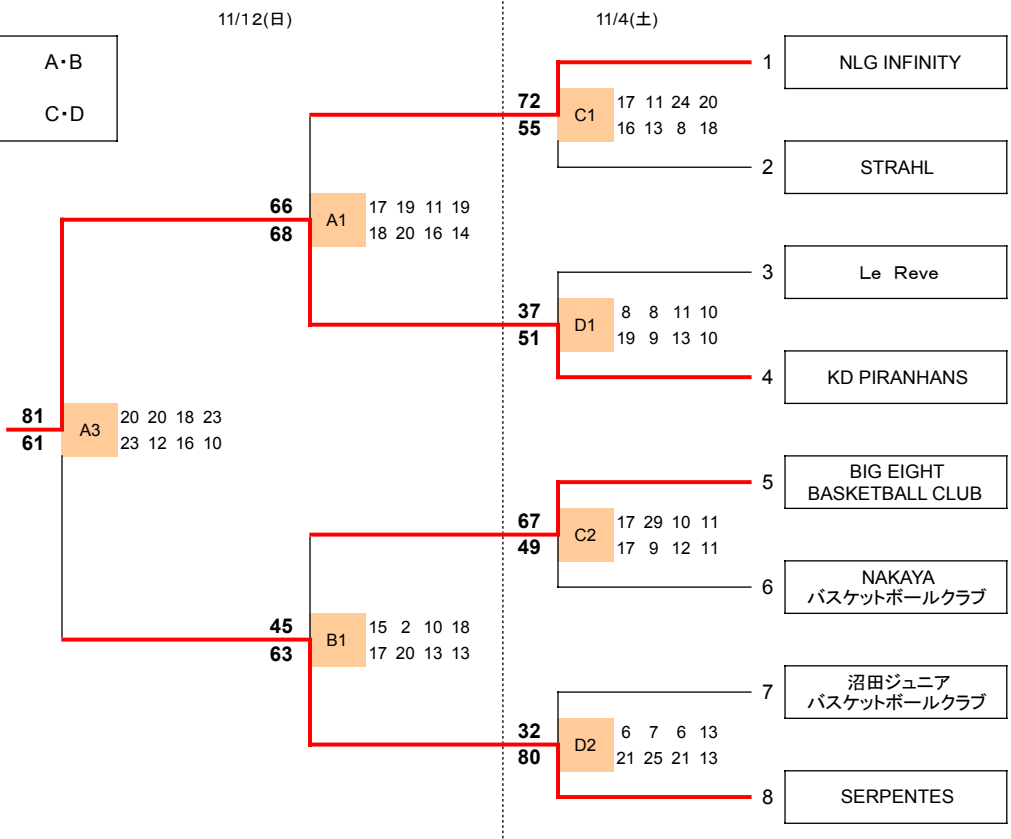 11/12(日)
11/4(土)
A・B
C・D
1 NLG INFINITY
72 C1 17 11 24 20
55 16 13 8 18
2 STRAHL
66 A1 17 19 11 19
68 18 20 16 14
3 Le Reve
37 D1 8 8 11 10
51 19 9 13 10
4 KD PIRANHANS
81 A3 20 20 18 23
61 23 12 16 10
5 BIG EIGHT
BASKETBALL CLUB
67 C2 17 29 10 11
49 17 9 12 11
6 NAKAYA
バスケットボールクラブ
45 B1 15 2 10 18
63 17 20 13 13
7 沼田ジュニア
バスケットボールクラブ
32 D2 6 7 6 13
80 21 25 21 13
8 SERPENTES